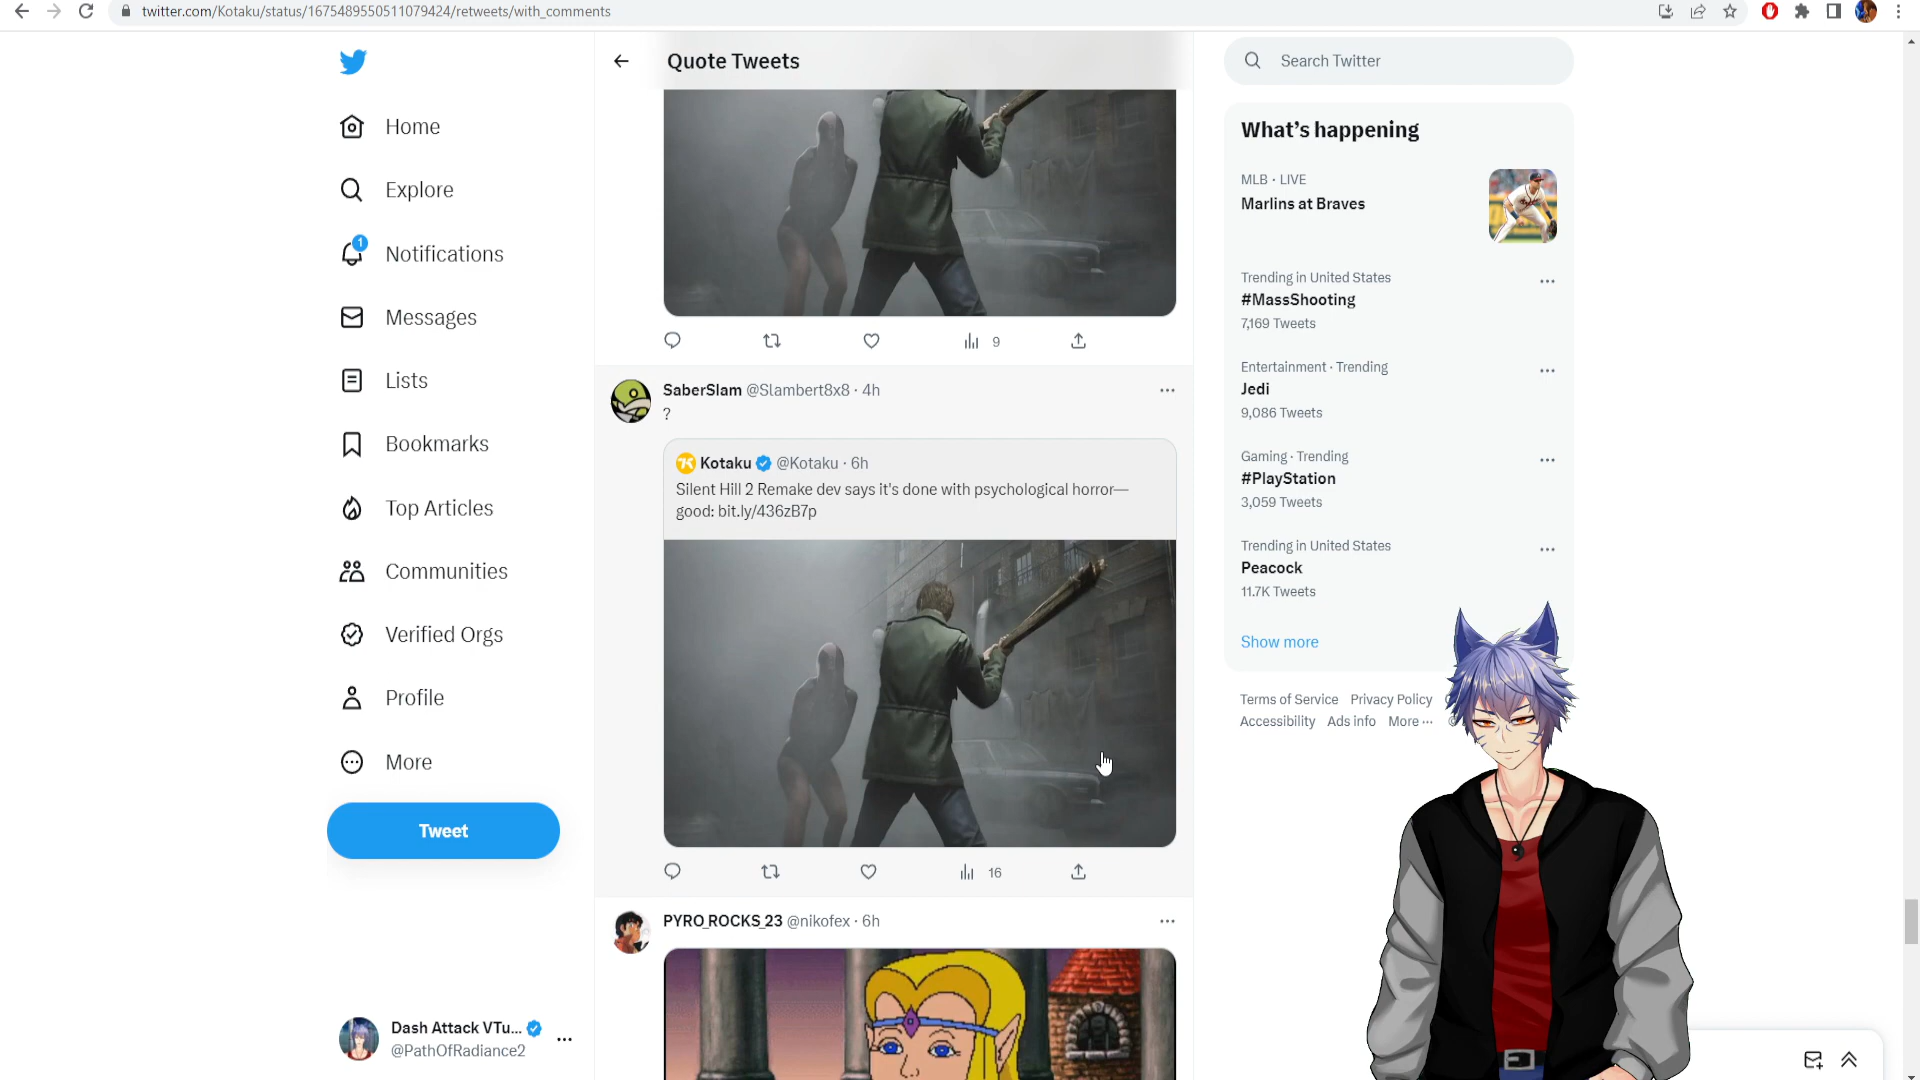 twitter.com/Kotaku/status/1675489550511079424/retweets/with_comments
Home
Explore
1
Notifications
Messages
Lists
Bookmarks
Top Articles
Communities
Verified Orgs
Profile
More
Tweet
Dash Attack VTu...
@PathOfRadiance2
Quote Tweets
9
SaberSlam @Slambert8x8 · 4h
?
Kotaku @Kotaku · 6h
Silent Hill 2 Remake dev says it's done with psychological horror—
good: bit.ly/436zB7p
16
PYRO_ROCKS_23 @nikofex · 6h
Search Twitter
What's happening
MLB · LIVE
Marlins at Braves
Trending in United States
#MassShooting
7,169 Tweets
Entertainment · Trending
Jedi
9,086 Tweets
Gaming · Trending
#PlayStation
3,059 Tweets
Trending in United States
Peacock
11.7K Tweets
Show more
Terms of Service Privacy Policy
Accessibility Ads info More ···